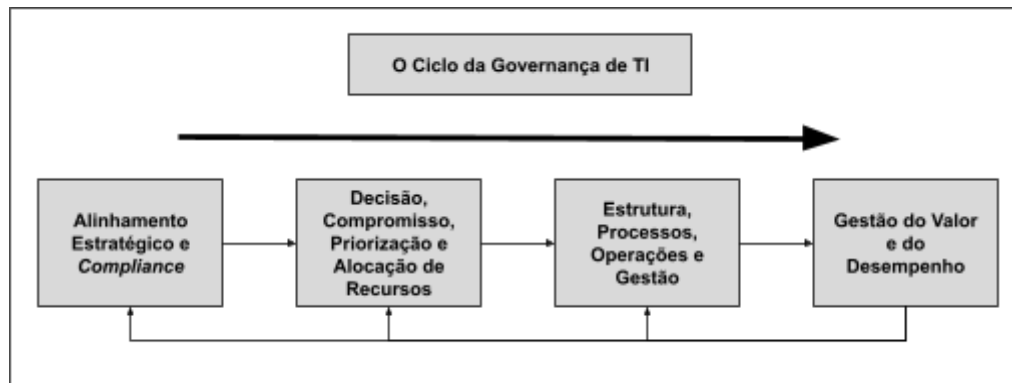 O Ciclo da Governança de TI
Alinhamento
Estratégico e
Compliance
Decisão,
Compromisso,
Priorização e
Alocação de
Recursos
Estrutura,
Processos,
Operações e
Gestão
Gestão do Valor
e do
Desempenho